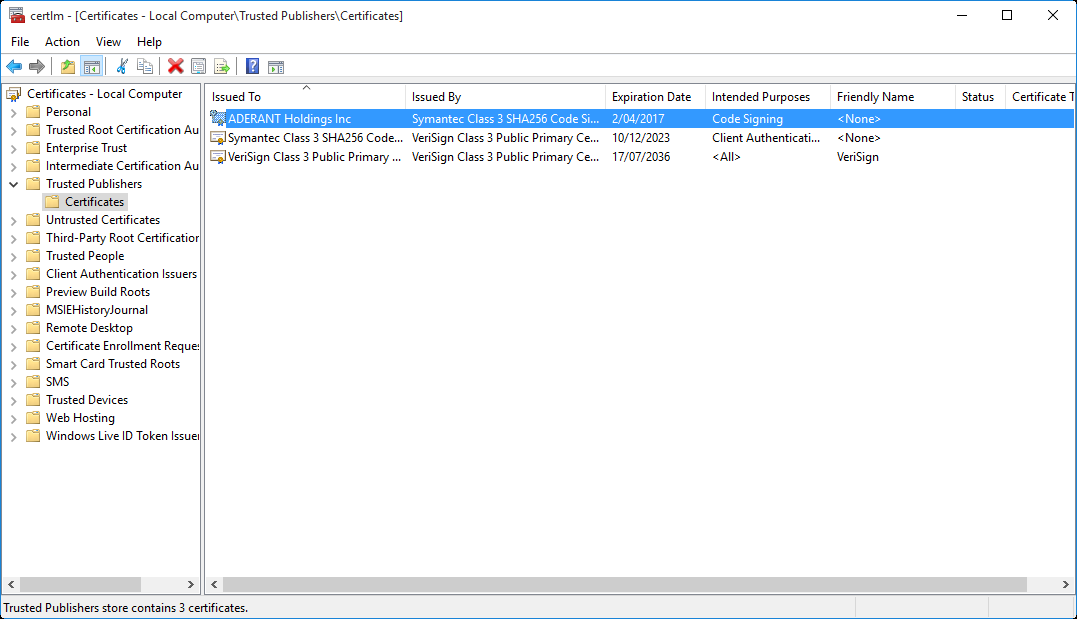 certlm - [Certificates - Local Computer\Trusted Publishers\Certificates]
File Action View Help
Certificates - Local Computer
Personal
Trusted Root Certification Au
Enterprise Trust
Intermediate Certification Au
Trusted Publishers
Certificates
Untrusted Certificates
Third-Party Root Certification
Trusted People
Client Authentication Issuers
Preview Build Roots
MSIEHistoryJournal
Remote Desktop
Certificate Enrollment Reques
Smart Card Trusted Roots
SMS
Trusted Devices
Web Hosting
Windows Live ID Token Issuer
Issued To Issued By Expiration Date Intended Purposes Friendly Name Status Certificate T
ADERANT Holdings Inc Symantec Class 3 SHA256 Code Si... 2/04/2017 Code Signing <None>
Symantec Class 3 SHA256 Code... VeriSign Class 3 Public Primary Ce... 10/12/2023 Client Authenticati... <None>
VeriSign Class 3 Public Primary ... VeriSign Class 3 Public Primary Ce... 17/07/2036 <All> VeriSign
Trusted Publishers store contains 3 certificates.